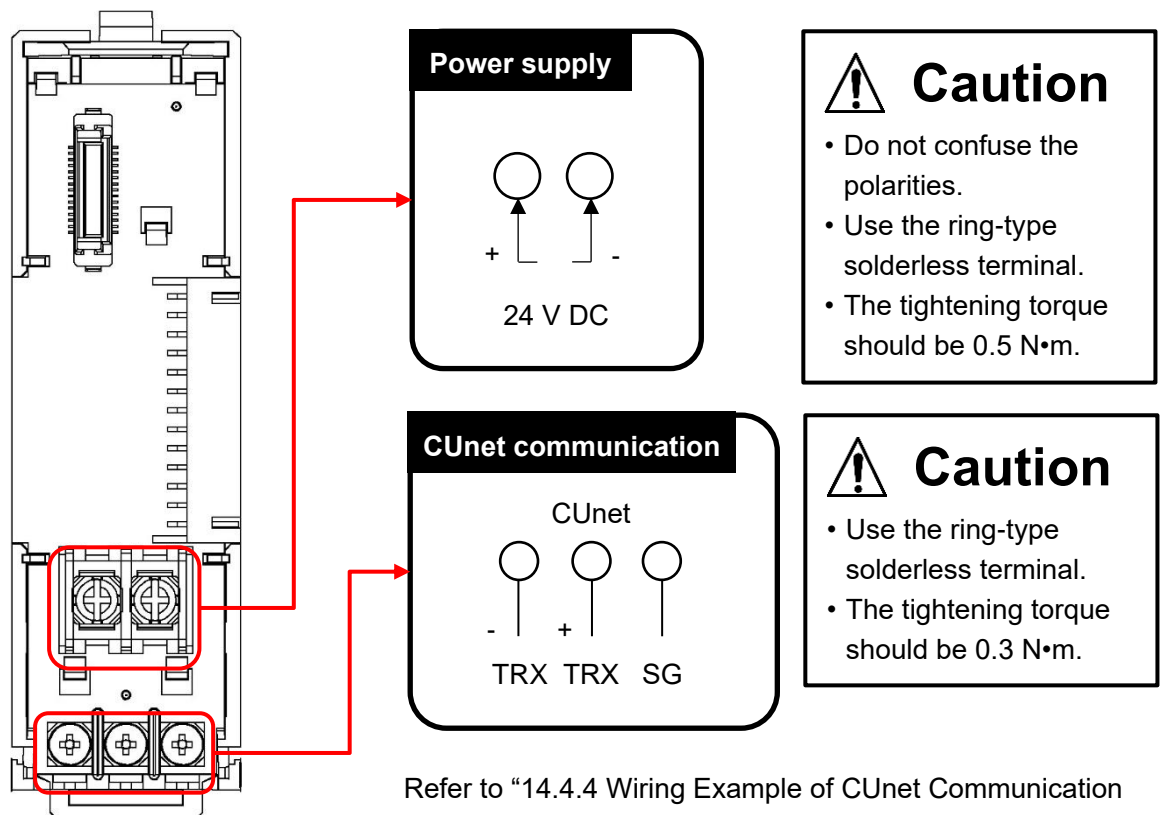 Power supply
+ -
24 V DC
Caution
• Do not confuse the
polarities.
• Use the ring-type
solderless terminal.
• The tightening torque
should be 0.5 N•m.
CUnet communication
CUnet
- +
TRX TRX SG
Caution
• Use the ring-type
solderless terminal.
• The tightening torque
should be 0.3 N•m.
Refer to “14.4.4 Wiring Example of CUnet Communication